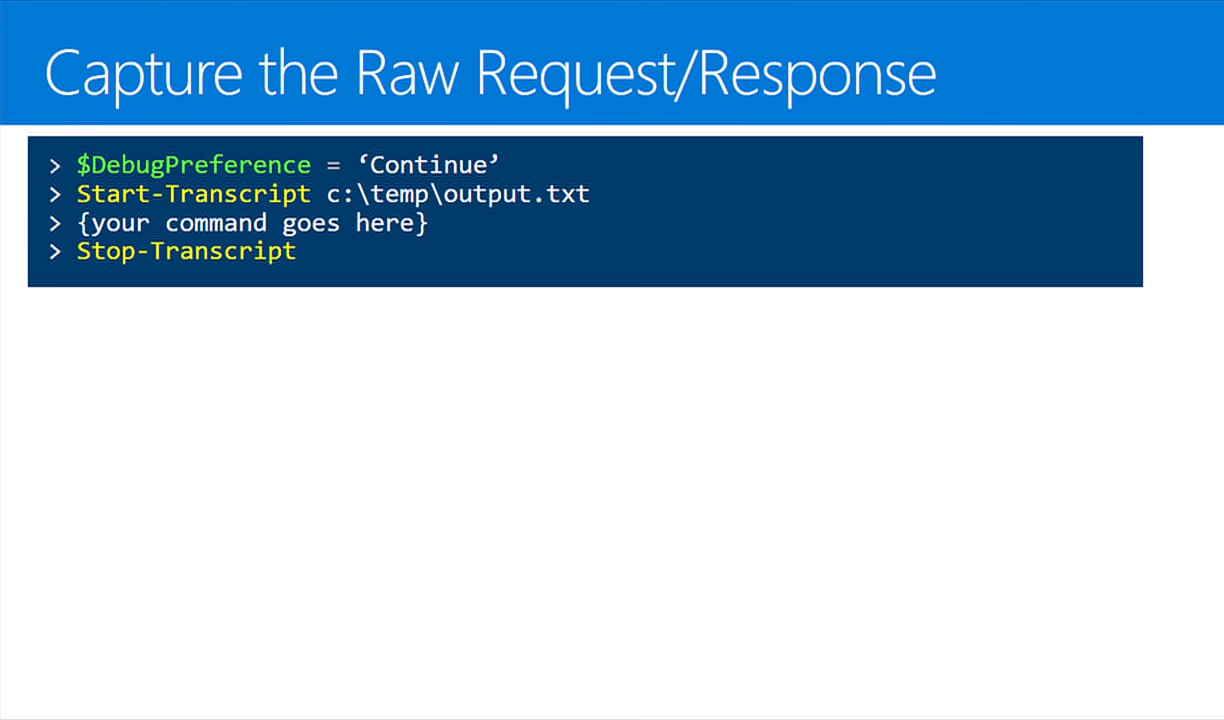 Capture the Raw Request/Response
> $DebugPreference = ‘Continue’
> Start-Transcript c:\temp\output.txt
> {your command goes here}
> Stop-Transcript